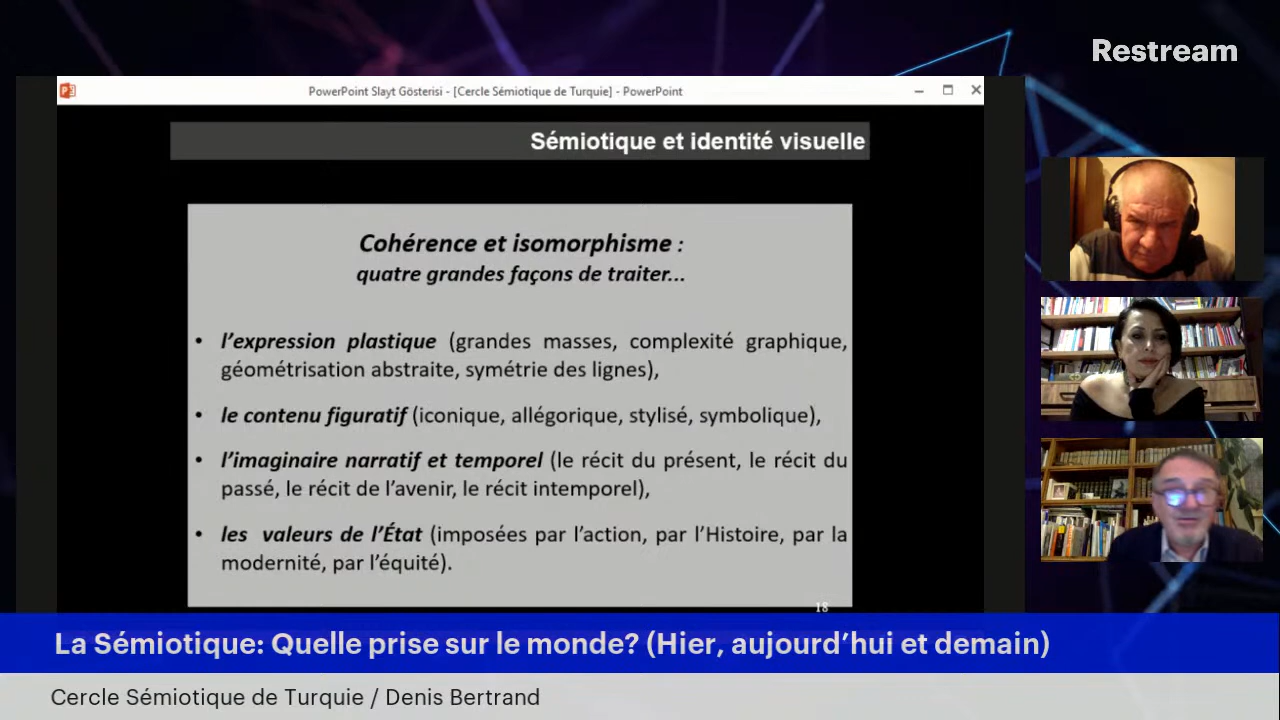 Restream
PowerPoint Slayt Gösterisi - [Cercle Sémiotique de Turquie] - PowerPoint
Sémiotique et identité visuelle
Cohérence et isomorphisme :
quatre grandes façons de traiter...
• l’expression plastique (grandes masses, complexité graphique,
géométrisation abstraite, symétrie des lignes),
• le contenu figuratif (iconique, allégorique, stylisé, symbolique),
• l’imaginaire narratif et temporel (le récit du présent, le récit du
passé, le récit de l’avenir, le récit intemporel),
• les valeurs de l’État (imposées par l’action, par l’Histoire, par la
modernité, par l’équité).
18
La Sémiotique: Quelle prise sur le monde? (Hier, aujourd’hui et demain)
Cercle Sémiotique de Turquie / Denis Bertrand